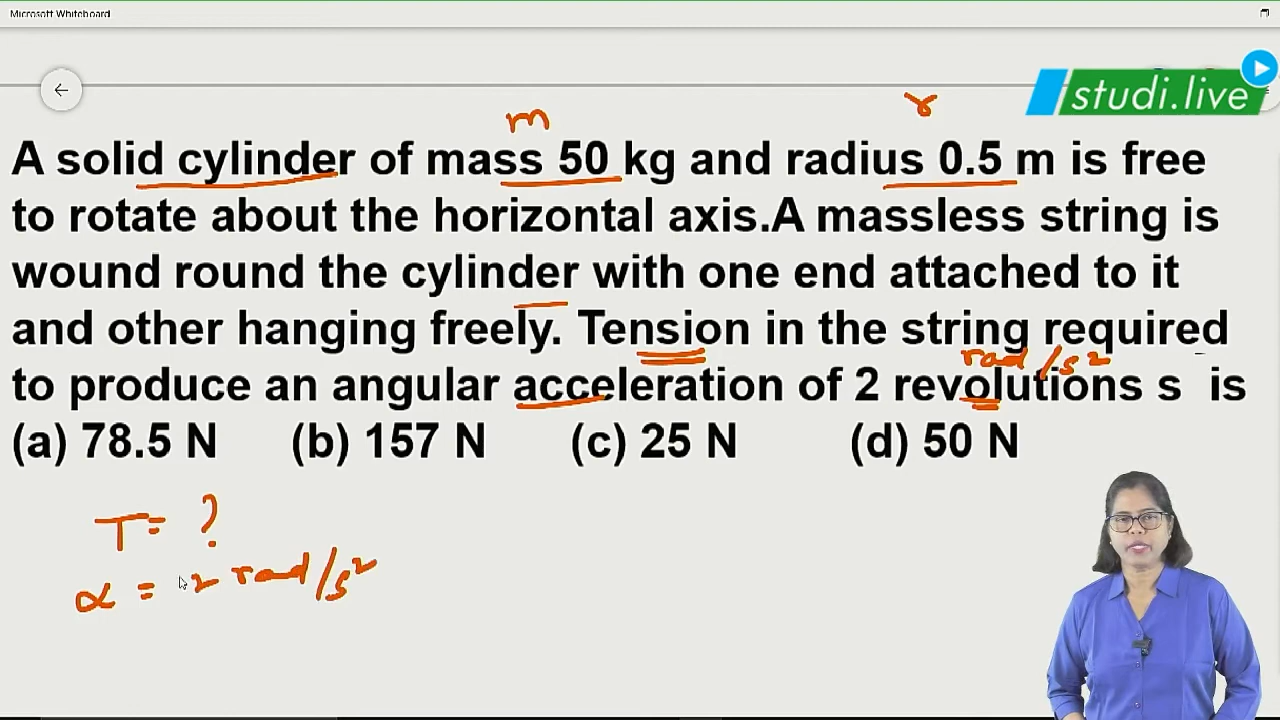 Microsoft Whiteboard
studi.live
m r
A solid cylinder of mass 50 kg and radius 0.5 m is free
to rotate about the horizontal axis.A massless string is
wound round the cylinder with one end attached to it
and other hanging freely. Tension in the string required
rad/s²
to produce an angular acceleration of 2 revolutions s⁻ is
(a) 78.5 N (b) 157 N (c) 25 N (d) 50 N
T = ?
α = 2 rad/s²